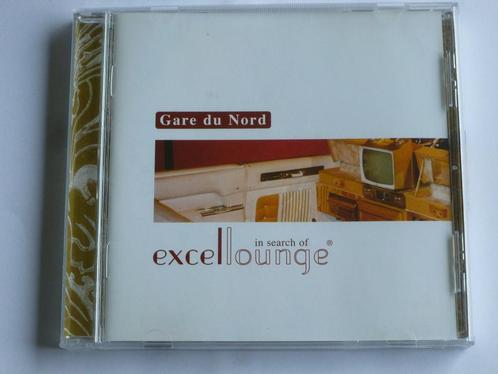 Gare du Nord
in search of
excellounge®